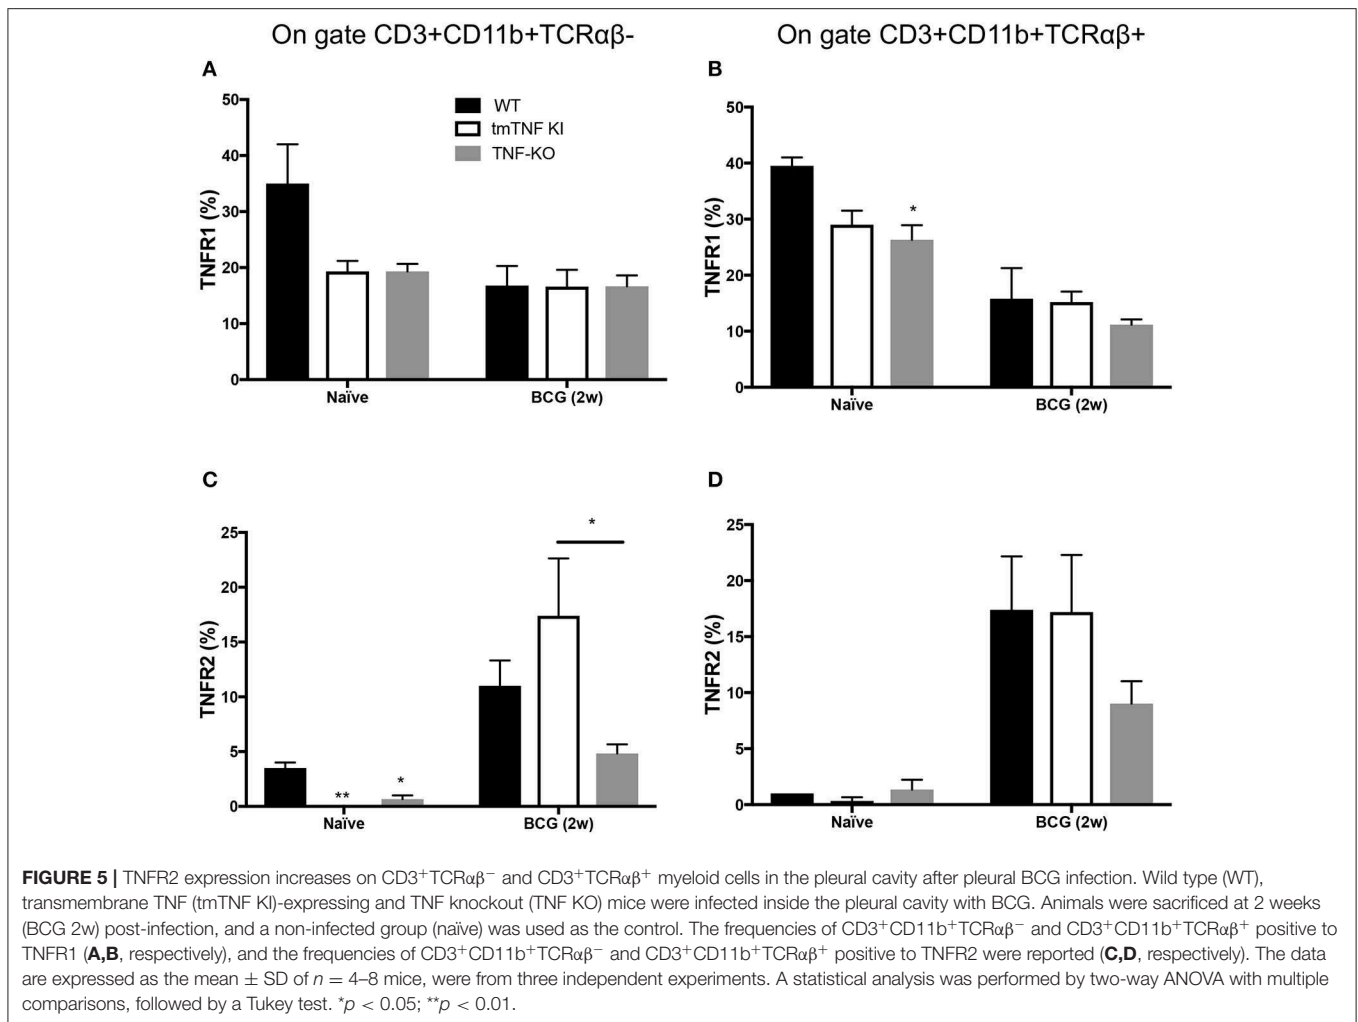 On gate CD3+CD11b+TCRαβ-
On gate CD3+CD11b+TCRαβ+
A
50
40
30
20
10
0
TNFR1 (%)
WT
tmTNF KI
TNF-KO
Naïve
BCG (2w)
B
50
40
30
20
10
0
TNFR1 (%)
*
Naïve
BCG (2w)
C
25
20
15
10
5
0
TNFR2 (%)
**
*
*
Naïve
BCG (2w)
D
25
20
15
10
5
0
TNFR2 (%)
Naïve
BCG (2w)
FIGURE 5 | TNFR2 expression increases on CD3⁺TCRαβ⁻ and CD3⁺TCRαβ⁺ myeloid cells in the pleural cavity after pleural BCG infection. Wild type (WT),
transmembrane TNF (tmTNF KI)-expressing and TNF knockout (TNF KO) mice were infected inside the pleural cavity with BCG. Animals were sacrificed at 2 weeks
(BCG 2w) post-infection, and a non-infected group (naïve) was used as the control. The frequencies of CD3⁺CD11b⁺TCRαβ⁻ and CD3⁺CD11b⁺TCRαβ⁺ positive to
TNFR1 (A,B, respectively), and the frequencies of CD3⁺CD11b⁺TCRαβ⁻ and CD3⁺CD11b⁺TCRαβ⁺ positive to TNFR2 were reported (C,D, respectively). The data
are expressed as the mean ± SD of n = 4–8 mice, were from three independent experiments. A statistical analysis was performed by two-way ANOVA with multiple
comparisons, followed by a Tukey test. *p < 0.05; **p < 0.01.